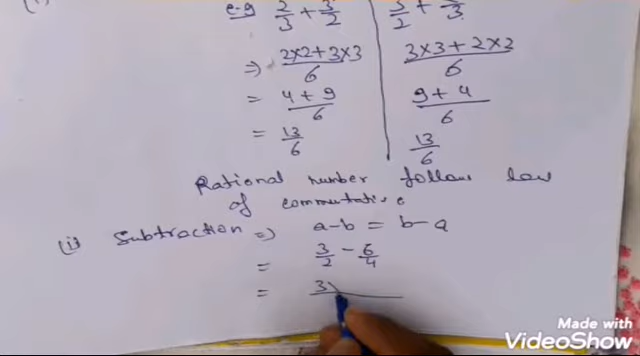 e.g 2/3 + 3/2
3/2 + 2/3
=> 2×2+3×3/6
3×3+2×2/6
= 4+9/6
9+4/6
= 13/6
13/6
Rational number follow law
of commutative
(ii) Subtraction => a-b = b-a
= 3/2 - 6/4
= 3
Made with
VideoShow